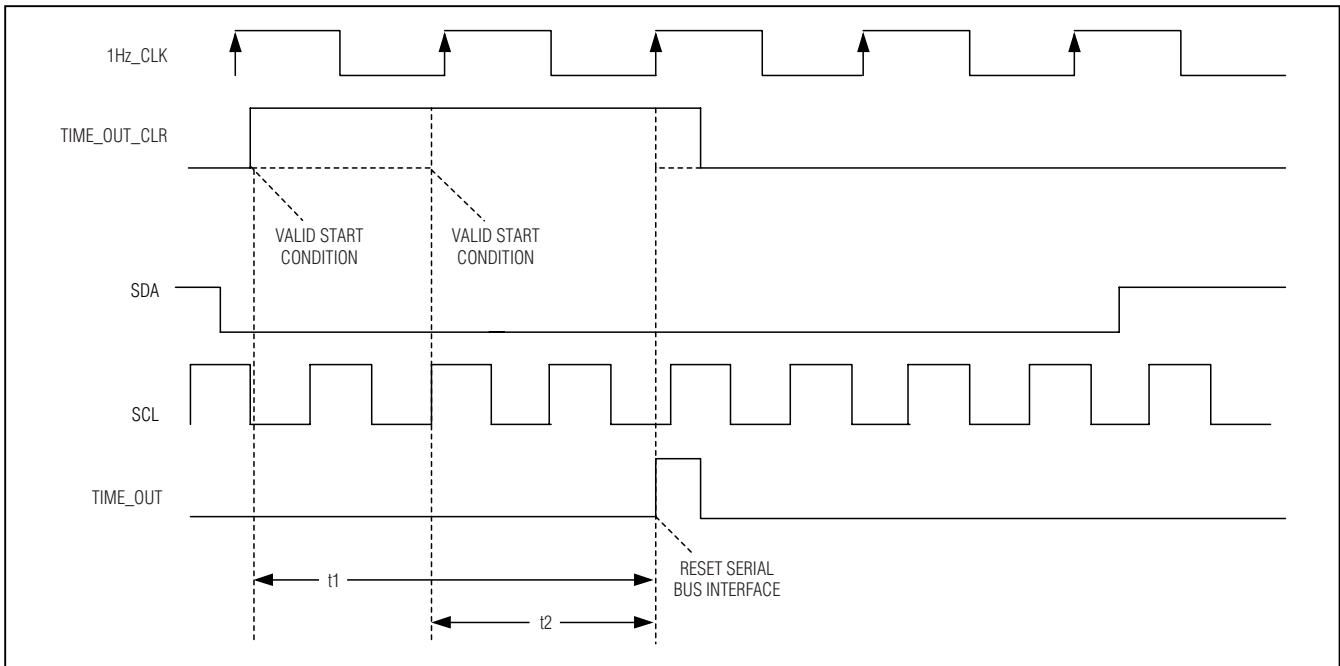 1Hz_CLK
TIME_OUT_CLR
VALID START
CONDITION
VALID START
CONDITION
SDA
SCL
TIME_OUT
RESET SERIAL
BUS INTERFACE
t1
t2